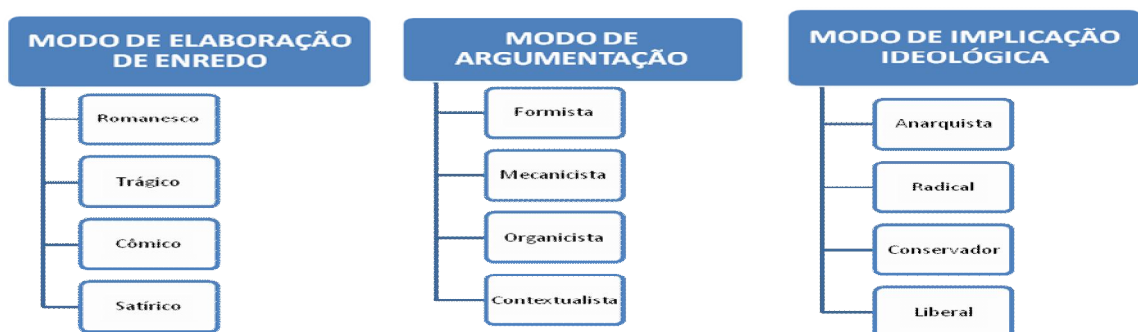 MODO DE ELABORAÇÃO
DE ENREDO
Romanesco
Trágico
Cômico
Satírico
MODO DE
ARGUMENTAÇÃO
Formista
Mecanicista
Organicista
Contextualista
MODO DE IMPLICAÇÃO
IDEOLÓGICA
Anarquista
Radical
Conservador
Liberal